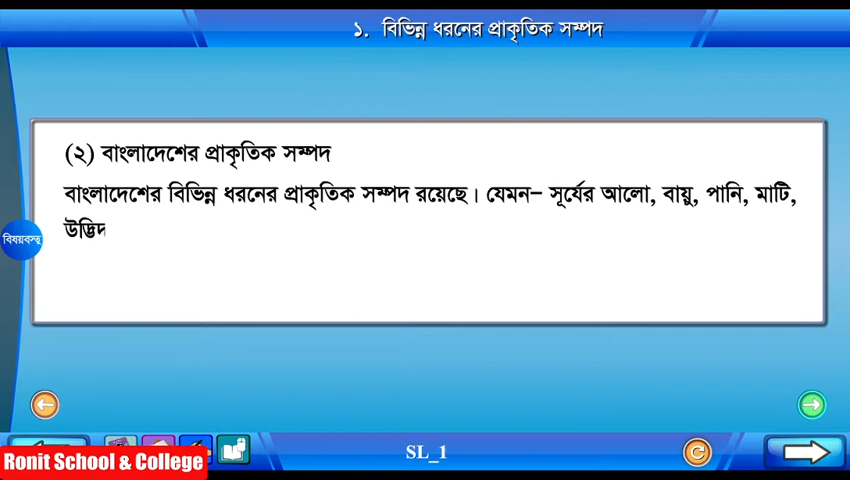 ১. বিভিন্ন ধরনের প্রাকৃতিক সম্পদ
(২) বাংলাদেশের প্রাকৃতিক সম্পদ
বাংলাদেশের বিভিন্ন ধরনের প্রাকৃতিক সম্পদ রয়েছে। যেমন– সূর্যের আলো, বায়ু, পানি, মাটি,
উদ্ভিদ
বিষয়বস্তু
SL_1
Ronit School & College